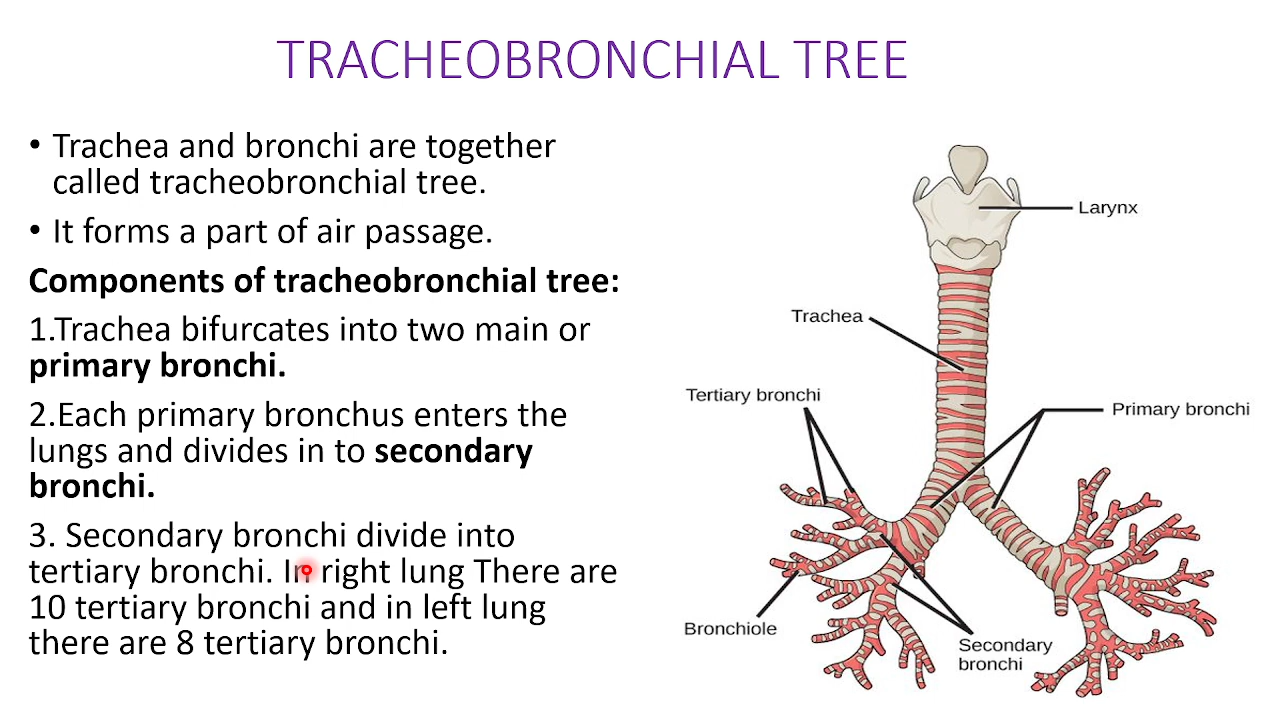 TRACHEOBRONCHIAL TREE
• Trachea and bronchi are together
called tracheobronchial tree.
• It forms a part of air passage.
Components of tracheobronchial tree:
1.Trachea bifurcates into two main or
primary bronchi.
2.Each primary bronchus enters the
lungs and divides in to secondary
bronchi.
3. Secondary bronchi divide into
tertiary bronchi. In right lung There are
10 tertiary bronchi and in left lung
there are 8 tertiary bronchi.
Larynx
Trachea
Tertiary bronchi
Primary bronchi
Bronchiole
Secondary
bronchi